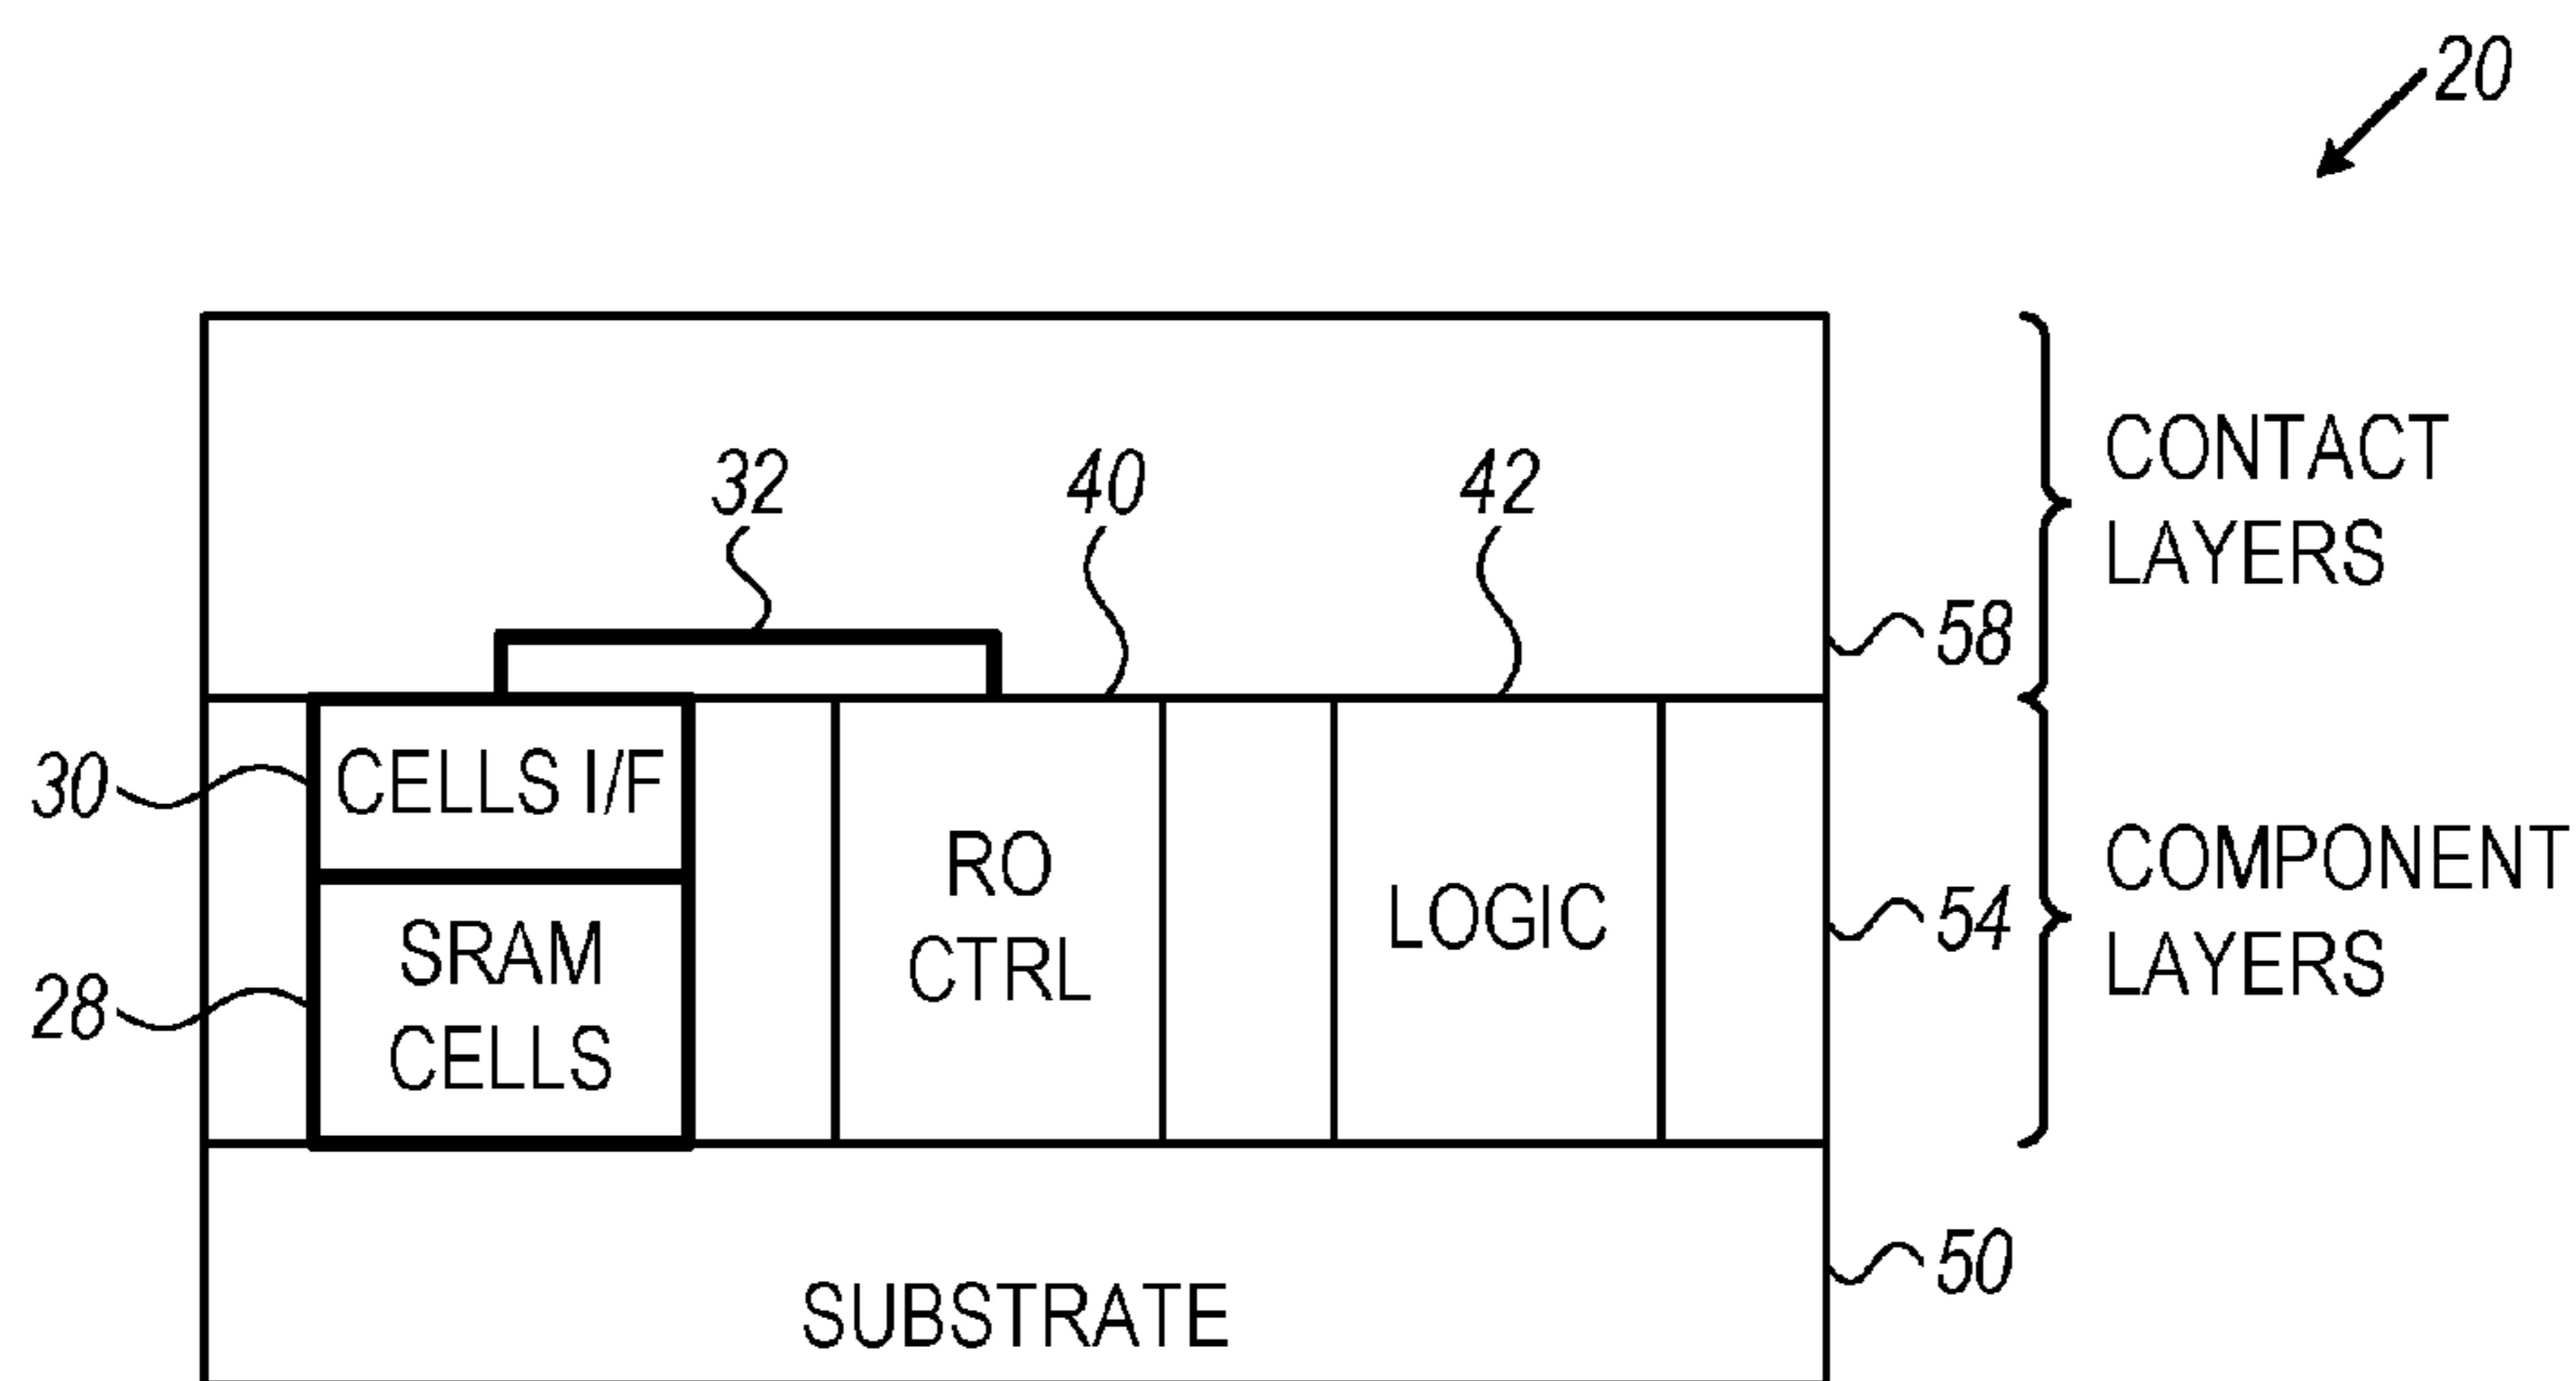 20
CONTACT
LAYERS
32
40
42
58
30
CELLS I/F
RO
CTRL
LOGIC
54
COMPONENT
LAYERS
28
SRAM
CELLS
50
SUBSTRATE